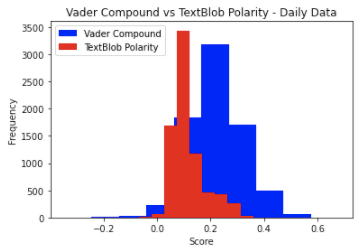 Vader Compound vs TextBlob Polarity - Daily Data
Vader Compound
TextBlob Polarity
Frequency
3500
3000
2500
2000
1500
1000
500
0
−0.2
0.0
0.2
0.4
0.6
Score